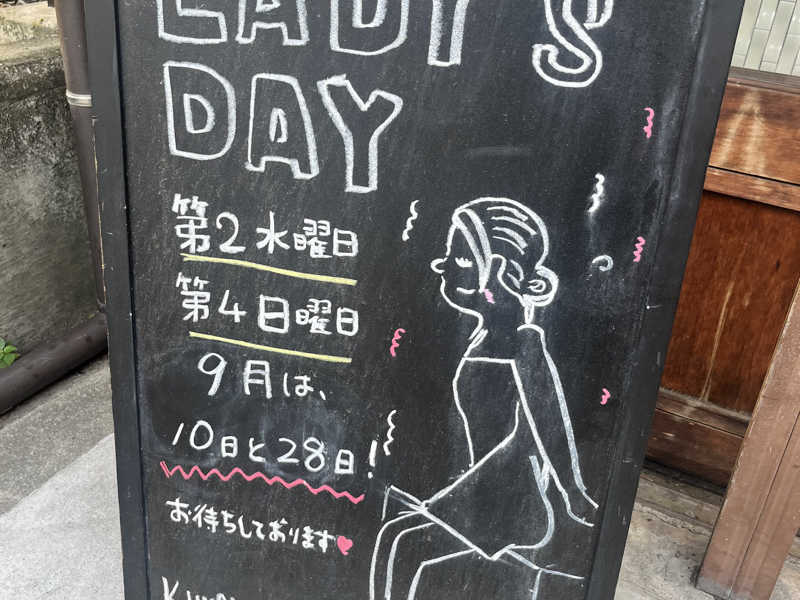 LADY'S
DAY
第2水曜日
第4日曜日
9月は、
10日と28日!
お待ちしております♥